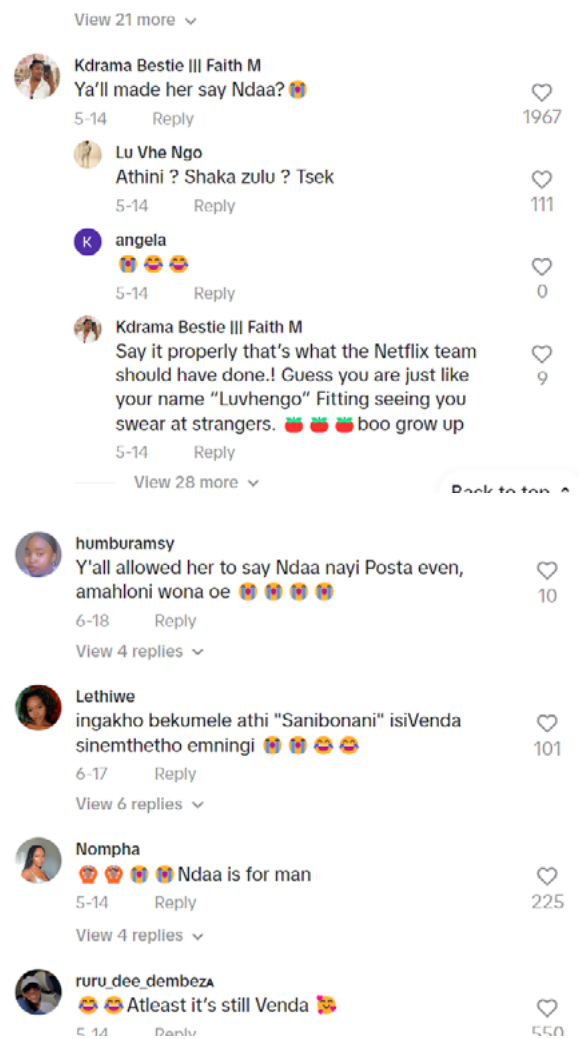 View 21 more
Kdrama Bestie ||| Faith M
Ya'll made her say Ndaa? 😭
5-14 Reply
1967
Lu Vhe Ngo
Athini ? Shaka zulu ? Tsek
5-14 Reply
111
K
angela
😭 😂 😂
5-14 Reply
0
Kdrama Bestie ||| Faith M
Say it properly that's what the Netflix team
should have done.! Guess you are just like
your name "Luvhengo" Fitting seeing you
swear at strangers. 🍅 🍅 🍅 boo grow up
5-14 Reply
9
View 28 more
Back to top
humburamsy
Y'all allowed her to say Ndaa nayi Posta even,
amahloni wona oe 😭 😭 😭 😭
6-18 Reply
10
View 4 replies
Lethiwe
ingakho bekumele athi "Sanibonani" isiVenda
sinemthetho emningi 😭 😭 😂 😂
6-17 Reply
101
View 6 replies
Nompha
🙆 🙆 😭 😭 Ndaa is for man
5-14 Reply
225
View 4 replies
ruru_dee_dembezA
😂 😂 Atleast it's still Venda 🥰
5-14 Reply
550